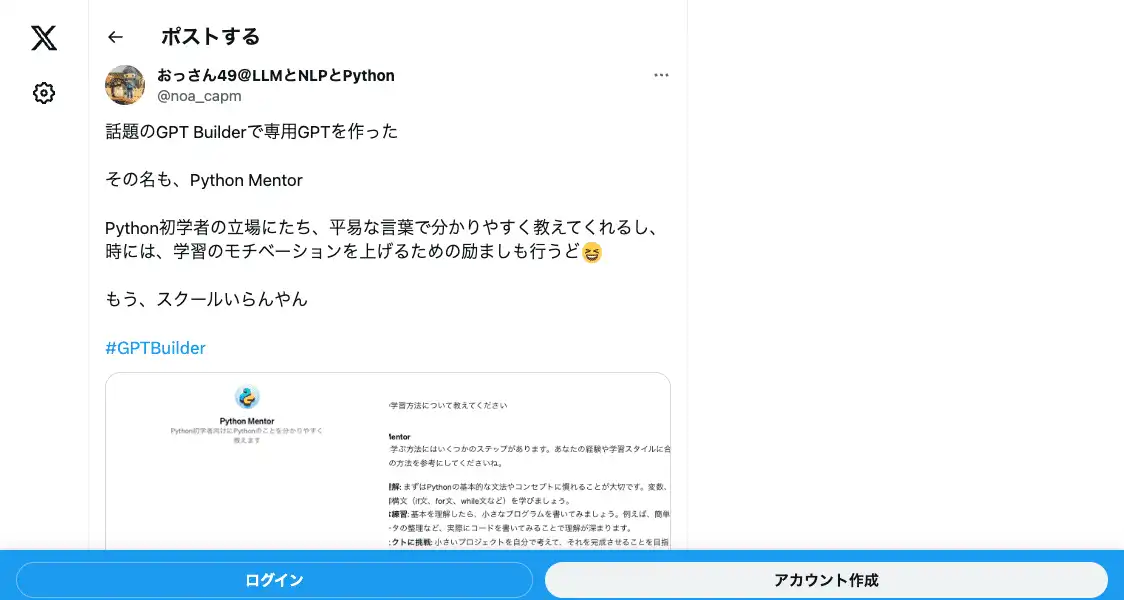 ポストする
おっさん49@LLMとNLPとPython
@noa_capm
話題のGPT Builderで専用GPTを作った
その名も、Python Mentor
Python初学者の立場にたち、平易な言葉で分かりやすく教えてくれるし、
時には、学習のモチベーションを上げるための励ましも行うど😆
もう、スクールいらんやん
#GPTBuilder
Python Mentor
Python初学者向けにPythonのことを分かりやすく
教えます
学習方法について教えてください
Mentor
学ぶ方法にはいくつかのステップがあります。あなたの経験や学習スタイルに合
の方法を参考にしてくださいね。
理解: まずはPythonの基本的な文法やコンセプトに慣れることが大切です。変数、
構文（if文、for文、while文など）を学びましょう。
練習: 基本を理解したら、小さなプログラムを書いてみましょう。例えば、簡単
ータの整理など、実際にコードを書いてみることで理解が深まります。
クトに挑戦: 小さいプロジェクトを自分で考えて、それを完成させることを目指
ログイン
アカウント作成